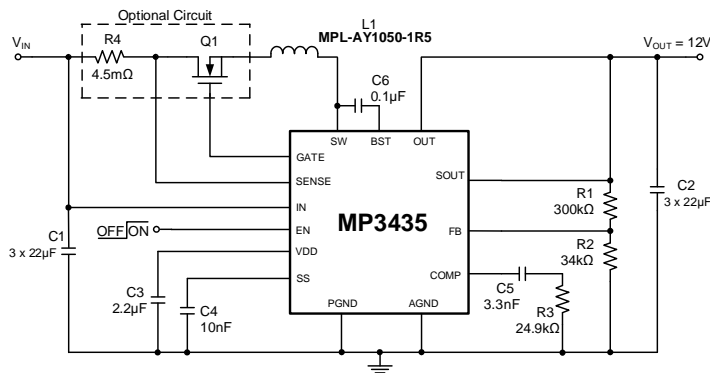 Optional Circuit
L1
MPL-AY1050-1R5
VIN
R4
4.5mΩ
Q1
VOUT = 12V
C6
0.1µF
SW
BST
OUT
GATE
SENSE
IN
EN
VDD
SS
SOUT
FB
COMP
PGND
AGND
MP3435
OFF ON
C1
3 x 22µF
C3
2.2µF
C4
10nF
R1
300kΩ
R2
34kΩ
C2
3 x 22µF
C5
3.3nF
R3
24.9kΩ